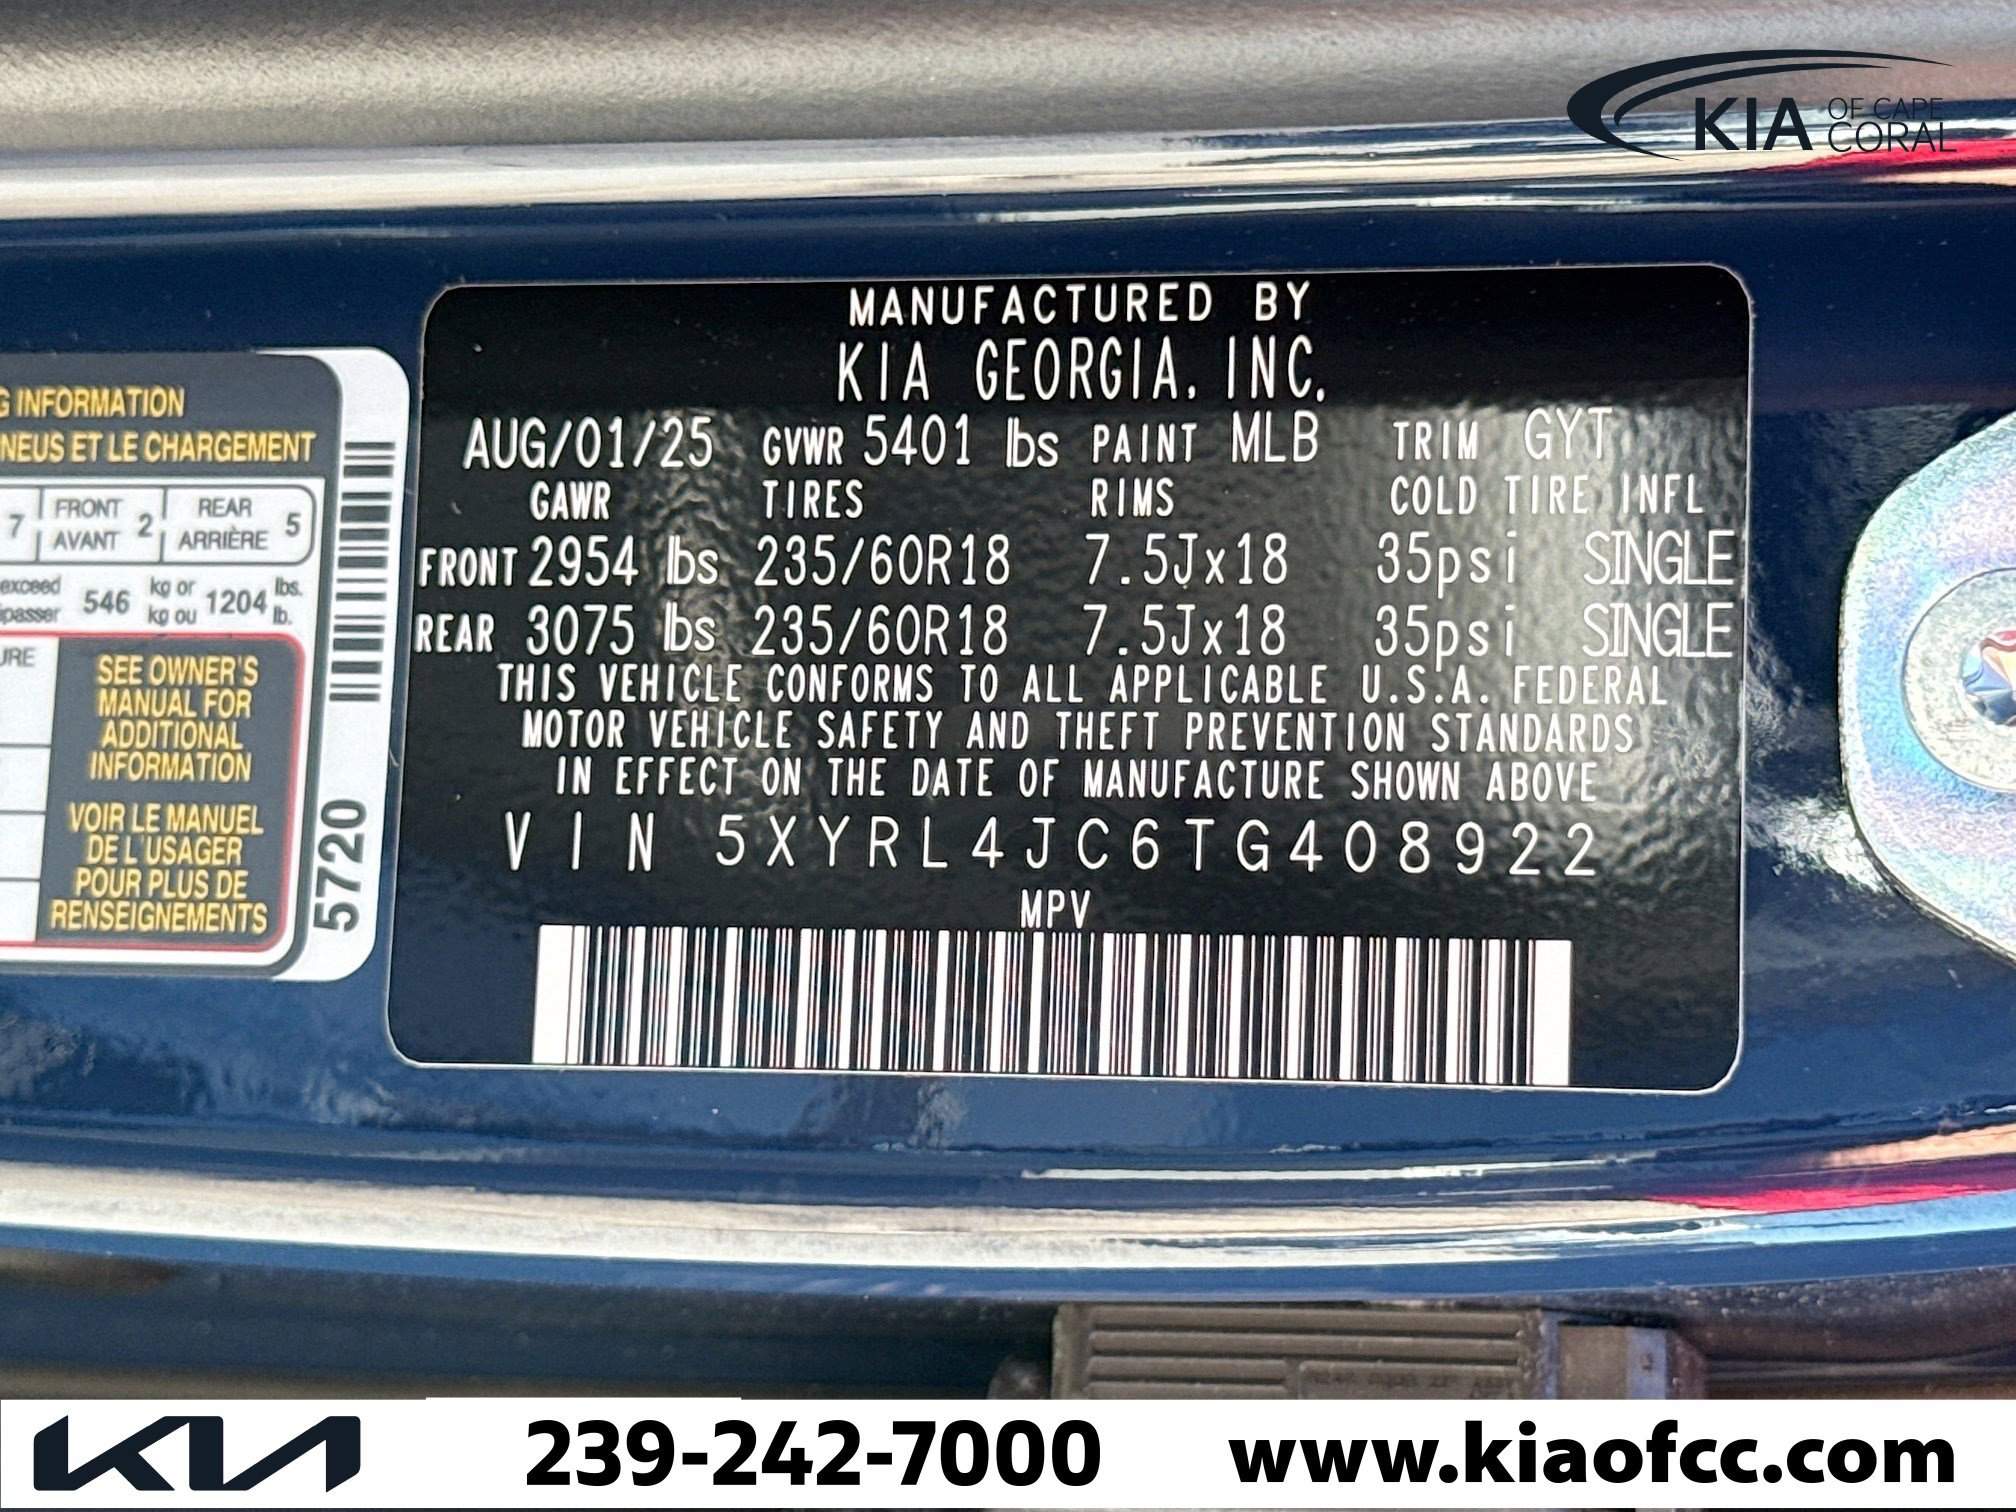 KIA OF CAPE CORAL
MANUFACTURED BY
KIA GEORGIA, INC.
AUG/01/25 GVWR 5401 lbs PAINT MLB TRIM GYT
GAWR TIRES RIMS COLD TIRE INFL
FRONT 2954 lbs 235/60R18 7.5Jx18 35psi SINGLE
REAR 3075 lbs 235/60R18 7.5Jx18 35psi SINGLE
THIS VEHICLE CONFORMS TO ALL APPLICABLE U.S.A. FEDERAL
MOTOR VEHICLE SAFETY AND THEFT PREVENTION STANDARDS
IN EFFECT ON THE DATE OF MANUFACTURE SHOWN ABOVE
VIN 5XYRL4JC6TG408922
MPV
INFORMATION
ET LE CHARGEMENT
7 FRONT 2 REAR 5
AVANT ARRIÈRE
exceed 546 kg or 1204 lbs.
kg ou lb.
SEE OWNER'S
MANUAL FOR
ADDITIONAL
INFORMATION
VOIR LE MANUEL
DE L'USAGER
POUR PLUS DE
RENSEIGNEMENTS
5720
KIA 239-242-7000 www.kiaofcc.com